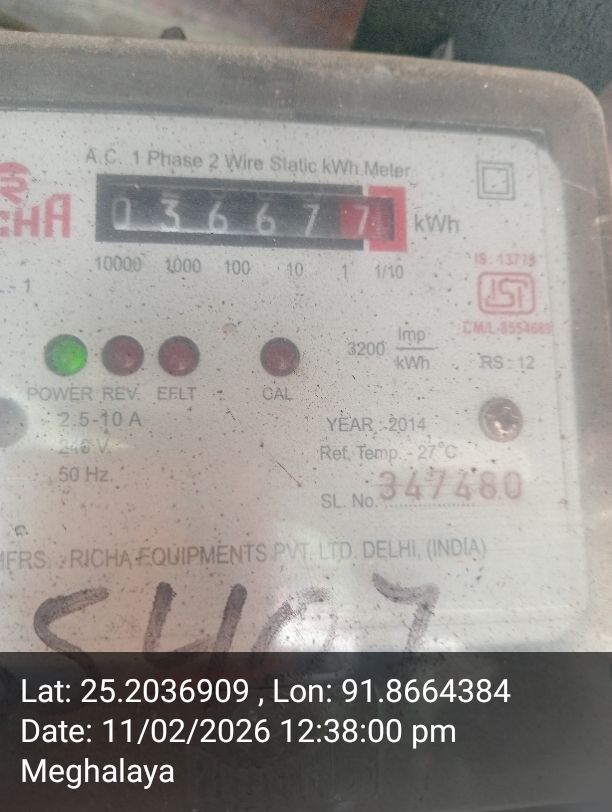 A.C. 1 Phase 2 Wire Static kWh Meter
036677 kWh
10000 1000 100 10 1 1/10
IS : 13779
ISI
CM/L-8554689
3200 Imp/kWh
RS : 12
POWER REV. EFLT CAL
2.5-10 A
240 V.
50 Hz.
YEAR :-2014
Ref. Temp.- 27°C
SL. No. 347480
MFRS. : RICHA EQUIPMENTS PVT. LTD. DELHI, (INDIA)
Lat: 25.2036909 , Lon: 91.8664384
Date: 11/02/2026 12:38:00 pm
Meghalaya